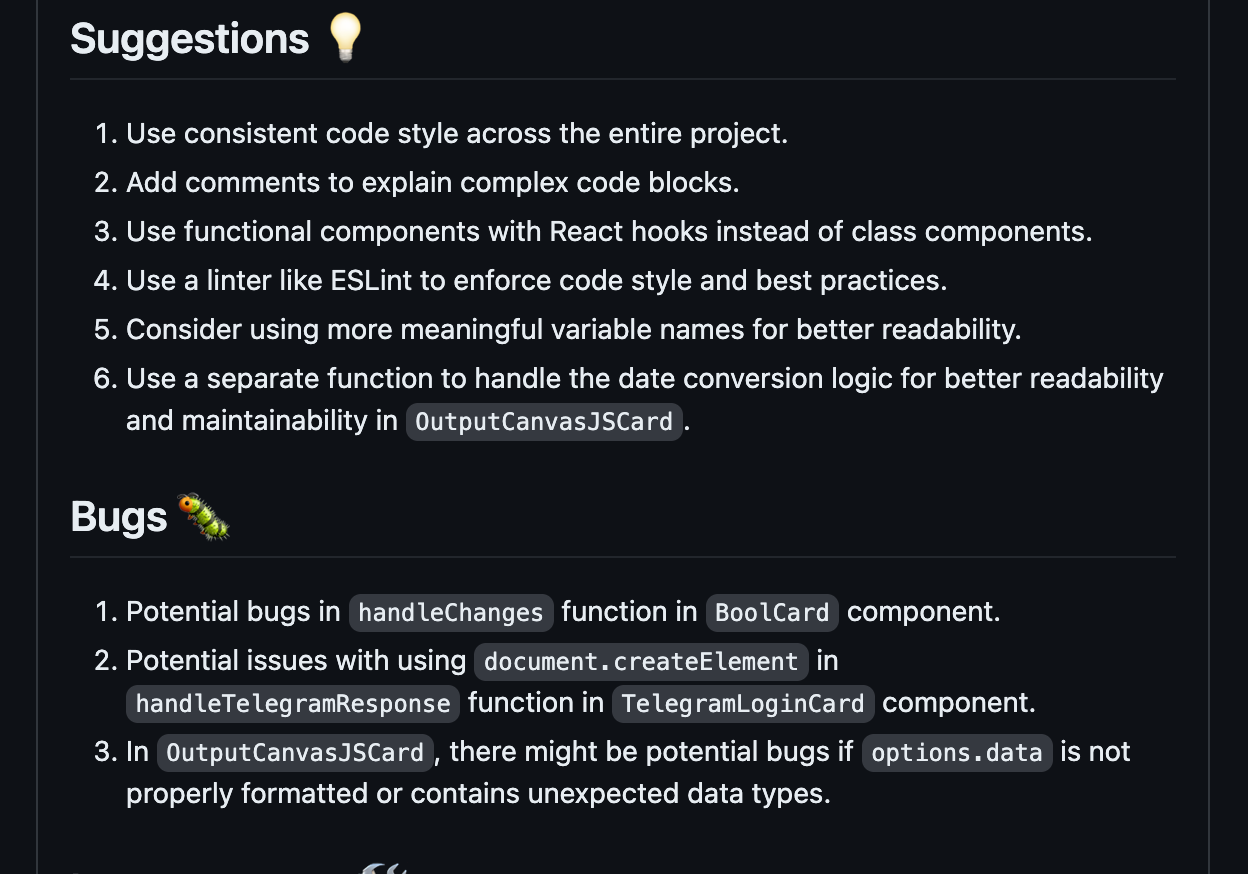 Suggestions 💡
1. Use consistent code style across the entire project.
2. Add comments to explain complex code blocks.
3. Use functional components with React hooks instead of class components.
4. Use a linter like ESLint to enforce code style and best practices.
5. Consider using more meaningful variable names for better readability.
6. Use a separate function to handle the date conversion logic for better readability
and maintainability in OutputCanvasJSCard.
Bugs 🐛
1. Potential bugs in handleChanges function in BoolCard component.
2. Potential issues with using document.createElement in
handleTelegramResponse function in TelegramLoginCard component.
3. In OutputCanvasJSCard, there might be potential bugs if options.data is not
properly formatted or contains unexpected data types.